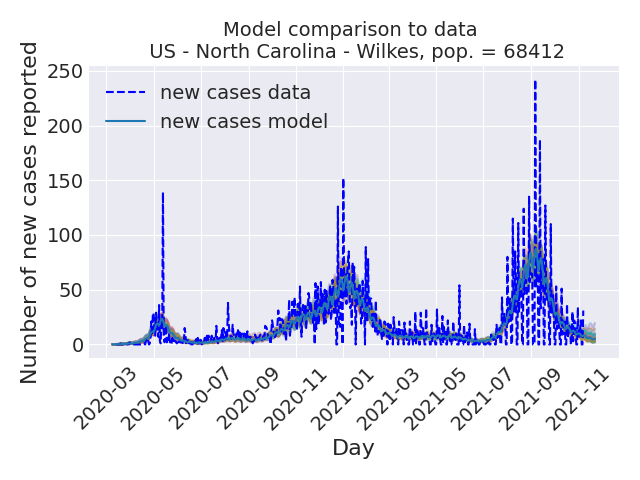 Model comparison to data
US - North Carolina - Wilkes, pop. = 68412
Number of new cases reported
250
200
150
100
50
0
new cases data
new cases model
2020-03
2020-05
2020-07
2020-09
2020-11
2021-01
2021-03
2021-05
2021-07
2021-09
2021-11
Day